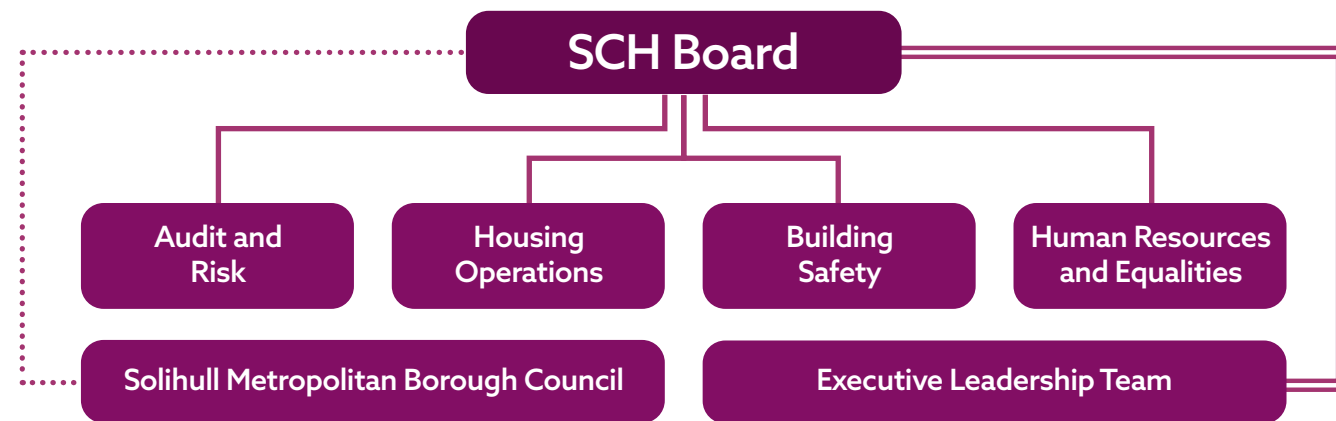 SCH Board
Audit and
Risk
Housing
Operations
Building
Safety
Human Resources
and Equalities
Solihull Metropolitan Borough Council
Executive Leadership Team